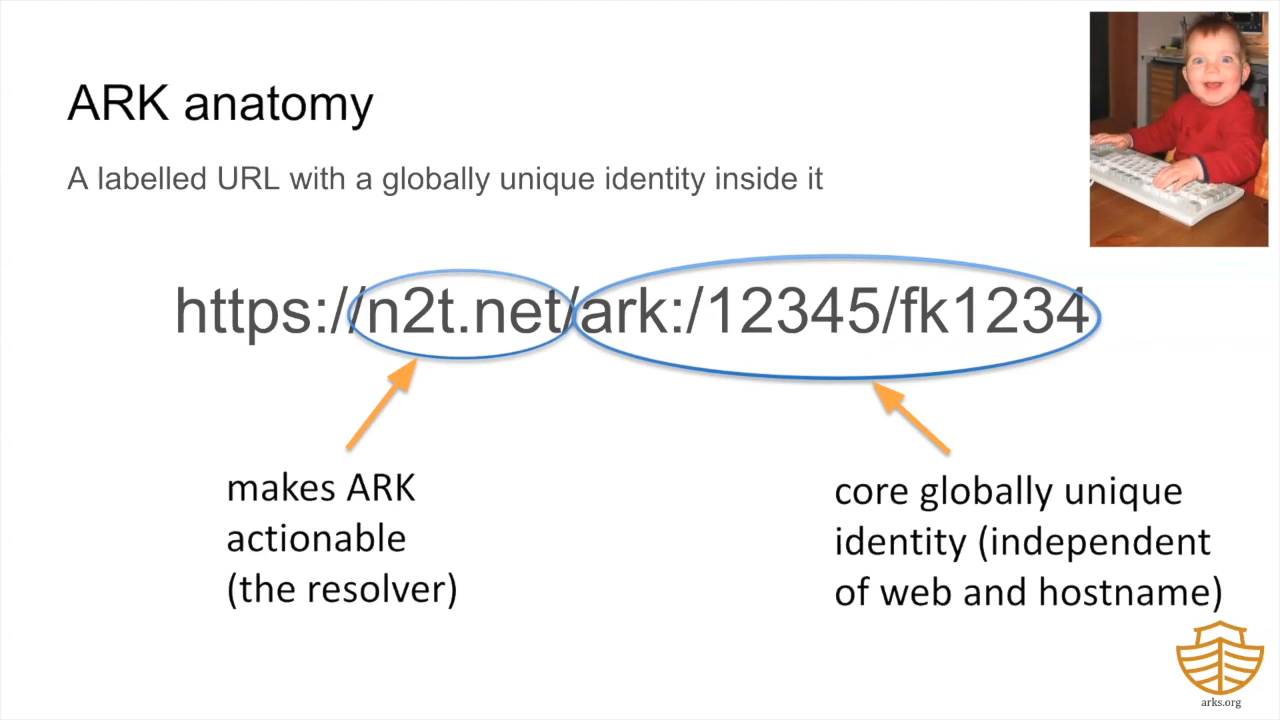 ARK anatomy
A labelled URL with a globally unique identity inside it
https://n2t.net/ark:/12345/fk1234
makes ARK
actionable
(the resolver)
core globally unique
identity (independent
of web and hostname)
arks.org